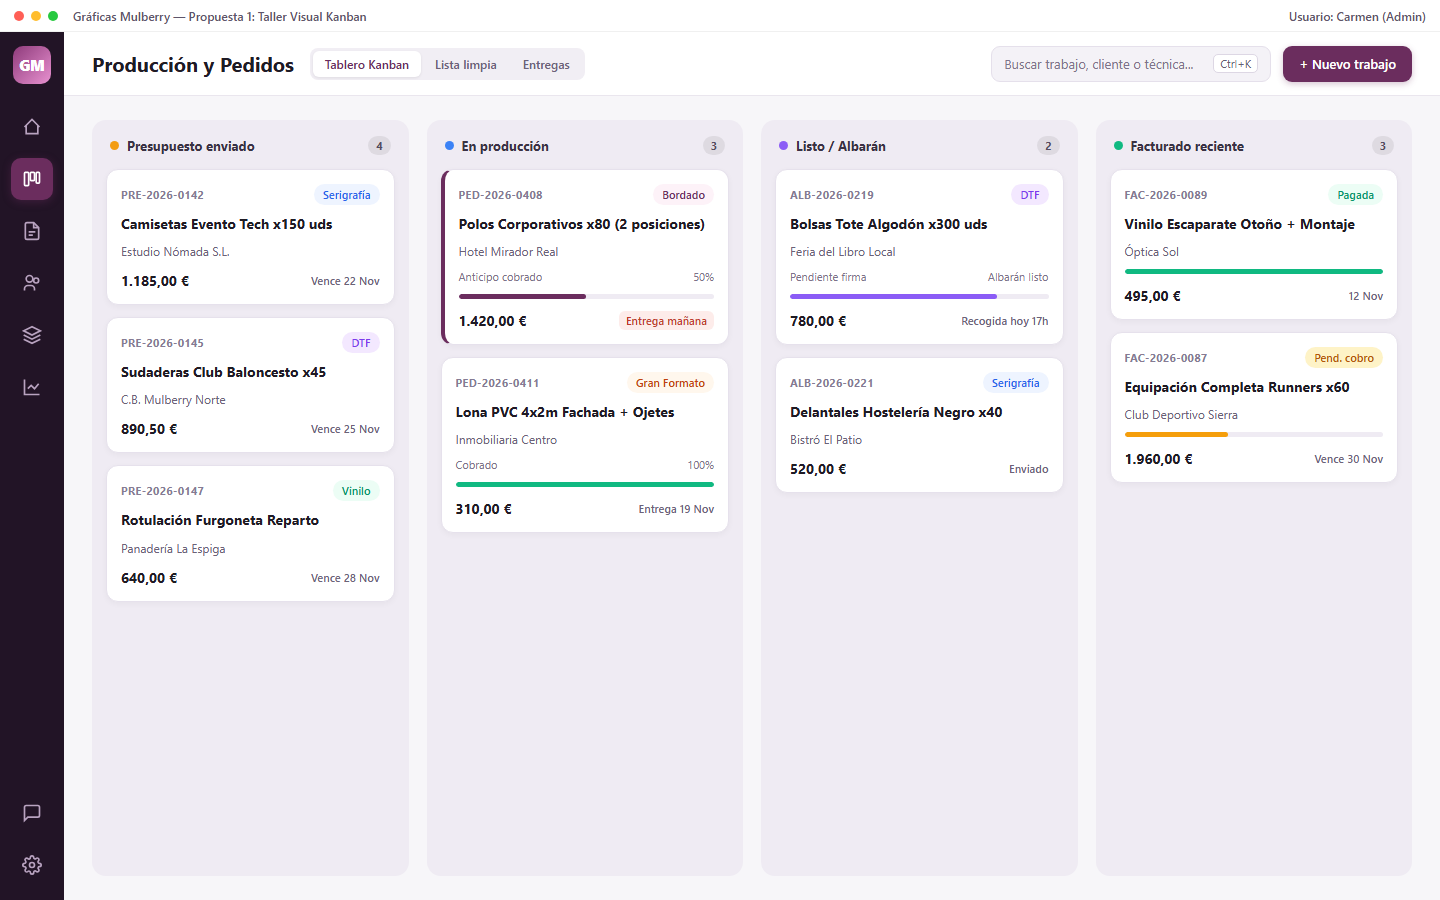 Gráficas Mulberry — Propuesta 1: Taller Visual Kanban
Usuario: Carmen (Admin)
GM
Producción y Pedidos
Tablero Kanban
Lista limpia
Entregas
Buscar trabajo, cliente o técnica...
Ctrl+K
+ Nuevo trabajo
Presupuesto enviado
4
PRE-2026-0142
Serigrafía
Camisetas Evento Tech x150 uds
Estudio Nómada S.L.
1.185,00 €
Vence 22 Nov
PRE-2026-0145
DTF
Sudaderas Club Baloncesto x45
C.B. Mulberry Norte
890,50 €
Vence 25 Nov
PRE-2026-0147
Vinilo
Rotulación Furgoneta Reparto
Panadería La Espiga
640,00 €
Vence 28 Nov
En producción
3
PED-2026-0408
Bordado
Polos Corporativos x80 (2 posiciones)
Hotel Mirador Real
Anticipo cobrado
50%
1.420,00 €
Entrega mañana
PED-2026-0411
Gran Formato
Lona PVC 4x2m Fachada + Ojetes
Inmobiliaria Centro
Cobrado
100%
310,00 €
Entrega 19 Nov
Listo / Albarán
2
ALB-2026-0219
DTF
Bolsas Tote Algodón x300 uds
Feria del Libro Local
Pendiente firma
Albarán listo
780,00 €
Recogida hoy 17h
ALB-2026-0221
Serigrafía
Delantales Hostelería Negro x40
Bistró El Patio
520,00 €
Enviado
Facturado reciente
3
FAC-2026-0089
Pagada
Vinilo Escaparate Otoño + Montaje
Óptica Sol
495,00 €
12 Nov
FAC-2026-0087
Pend. cobro
Equipación Completa Runners x60
Club Deportivo Sierra
1.960,00 €
Vence 30 Nov